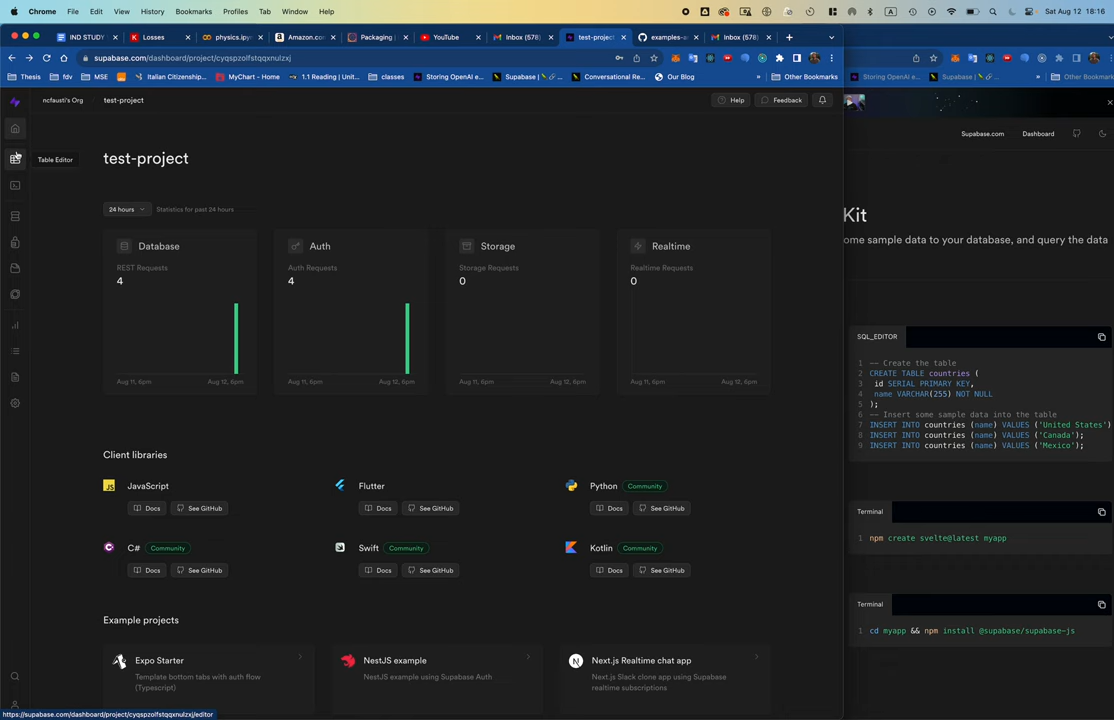 Chrome File Edit View History Bookmarks Profiles Tab Window Help
A Sat Aug 12 18:16
IND STUDY Losses physics.ipyn Amazon.com Packaging YouTube Inbox (578) test-project examples-a Inbox (578)
supabase.com/dashboard/project/cyqspzolfstqqxnulzxj
Thesis fdv MSE Italian Citizenship... MyChart - Home 1.1 Reading | Unit... classes Storing OpenAI e... Supabase | Conversational Re... Our Blog » Other Bookmarks
Storing OpenAI e... Supabase | » Other Bookmarks
ncfausti's Org / test-project
Help Feedback
Supabase.com Dashboard
Table Editor
test-project
24 hours Statistics for past 24 hours
Kit
ome sample data to your database, and query the data
Database Auth Storage Realtime
REST Requests Auth Requests Storage Requests Realtime Requests
4 4 0 0
Aug 11, 6pm Aug 12, 6pm Aug 11, 6pm Aug 12, 6pm Aug 11, 6pm Aug 12, 6pm Aug 11, 6pm Aug 12, 6pm
SQL_EDITOR
1 -- Create the table
2 CREATE TABLE countries (
3 id SERIAL PRIMARY KEY,
4 name VARCHAR(255) NOT NULL
5 );
6 -- Insert some sample data into the table
7 INSERT INTO countries (name) VALUES ('United States')
8 INSERT INTO countries (name) VALUES ('Canada');
9 INSERT INTO countries (name) VALUES ('Mexico');
Client libraries
JS JavaScript Flutter Python Community
Docs See GitHub Docs See GitHub Docs See GitHub
C# Community Swift Community Kotlin Community
Docs See GitHub Docs See GitHub Docs See GitHub
Terminal
1 npm create svelte@latest myapp
Terminal
1 cd myapp && npm install @supabase/supabase-js
Example projects
Expo Starter NestJS example Next.js Realtime chat app
Template bottom tabs with auth flow
(Typescript)
NestJS example using Supabase Auth
Next.js Slack clone app using Supabase
realtime subscriptions
https://supabase.com/dashboard/project/cyqspzolfstqqxnulzxj/editor